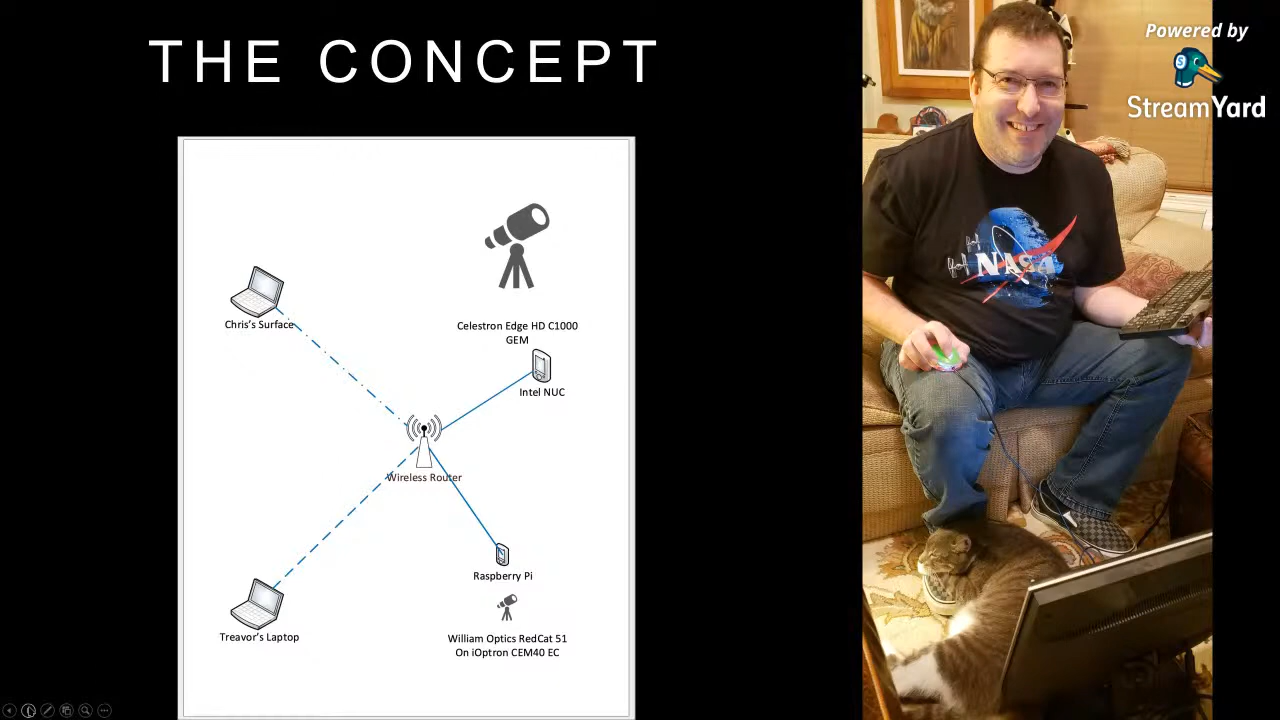 THE CONCEPT
Powered by
StreamYard
NASA
Celestron Edge HD C1000
GEM
Chris's Surface
Intel NUC
Wireless Router
Raspberry Pi
Treavor's Laptop
William Optics RedCat 51
On iOptron CEM40 EC